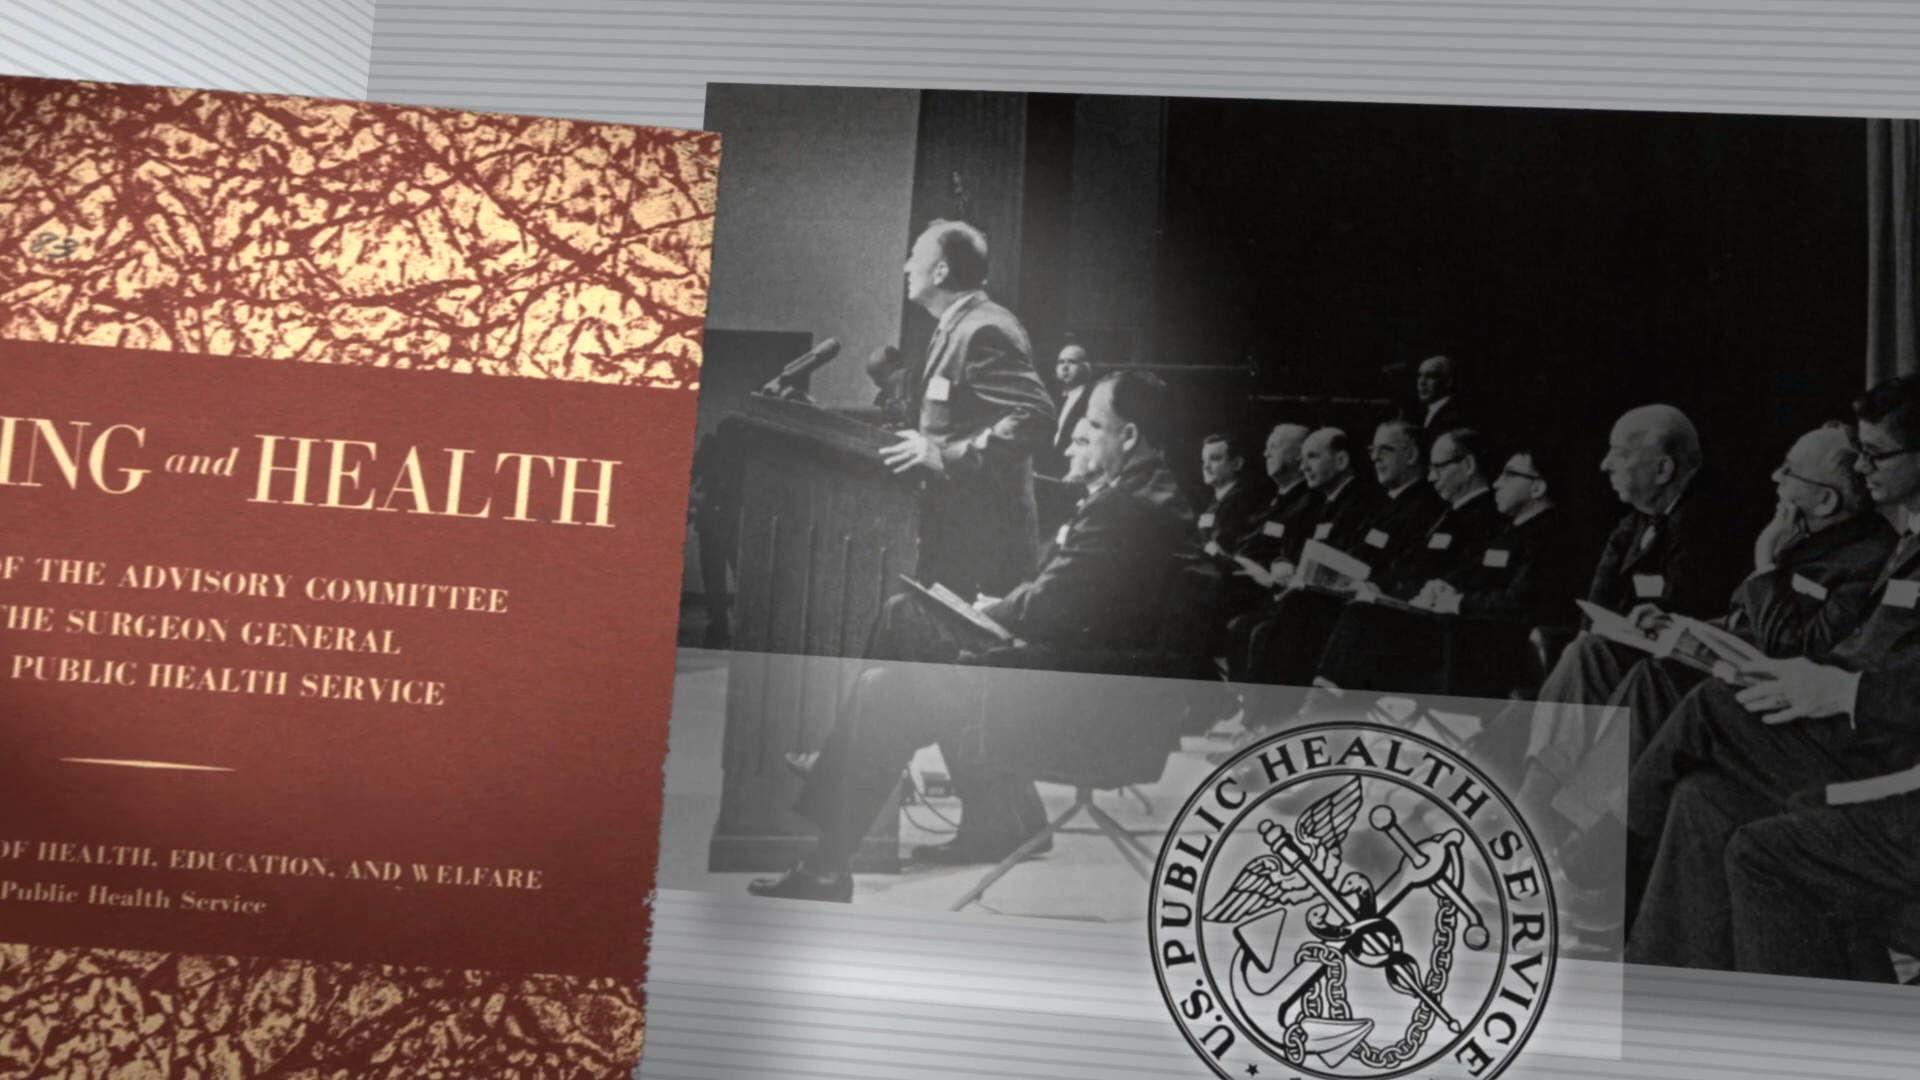 83
ING and HEALTH
OF THE ADVISORY COMMITTEE
THE SURGEON GENERAL
PUBLIC HEALTH SERVICE
OF HEALTH, EDUCATION, AND WELFARE
Public Health Service
U.S. PUBLIC HEALTH SERVICE